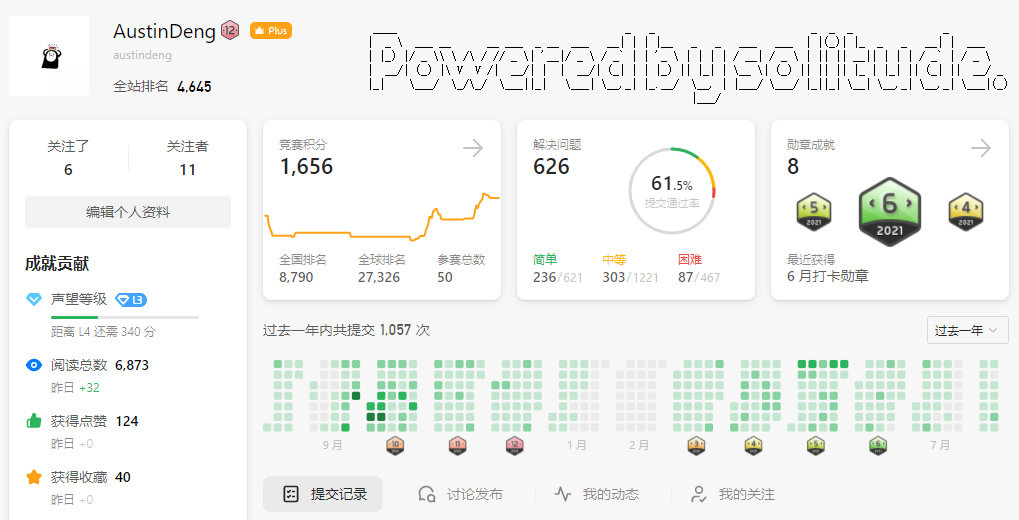 AustinDeng 12 Plus
austindeng
全站排名 4,645
Powered by solitude.
关注了 关注者
6 11
编辑个人资料
成就贡献
声望等级 L3
距离 L4 还需 340 分
阅读总数 6,873
昨日 +32
获得点赞 124
昨日 +0
获得收藏 40
昨日 +0
竞赛积分
1,656
全国排名 全球排名 参赛总数
8,790 27,326 50
解决问题
626
61.5%
提交通过率
简单 中等 困难
236/621 303/1221 87/467
勋章成就
8
5 6 4
2021 2021 2021
最近获得
6 月打卡勋章
过去一年内共提交 1,057 次
过去一年
9 月 10 11 12 1 月 2 月 3 4 5 6 7 月
提交记录 讨论发布 我的动态 我的关注